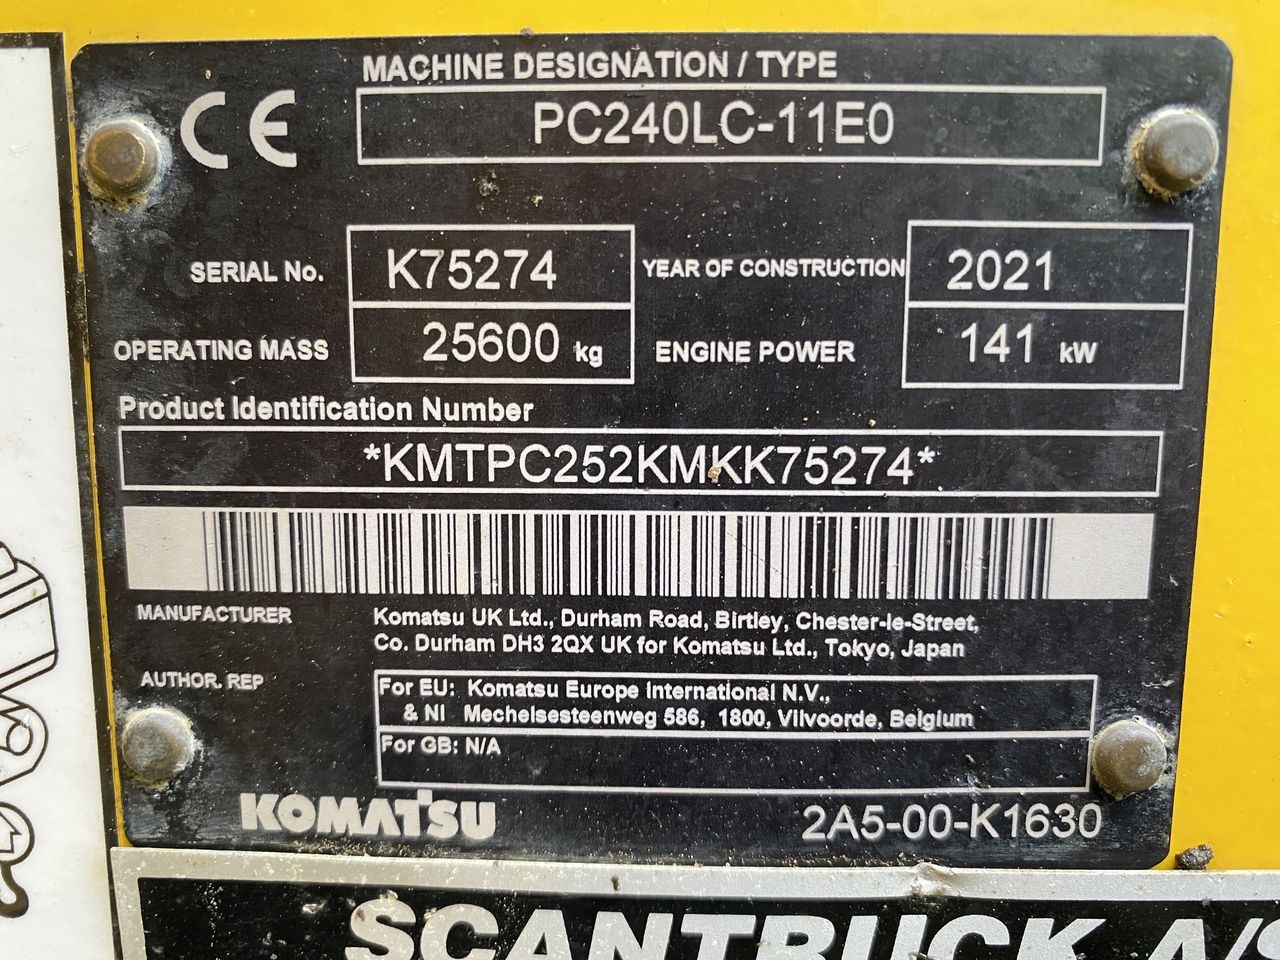 MACHINE DESIGNATION / TYPE
CE
PC240LC-11E0
SERIAL No. K75274 YEAR OF CONSTRUCTION 2021
OPERATING MASS 25600 kg ENGINE POWER 141 kW
Product Identification Number
*KMTPC252KMKK75274*
MANUFACTURER Komatsu UK Ltd., Durham Road, Birtley, Chester-le-Street,
Co. Durham DH3 2QX UK for Komatsu Ltd., Tokyo, Japan
AUTHOR. REP For EU: Komatsu Europe International N.V.,
& NI Mechelsesteenweg 586, 1800, Vilvoorde, Belgium
For GB: N/A
KOMATSU 2A5-00-K1630
SCANTRUCK A/S